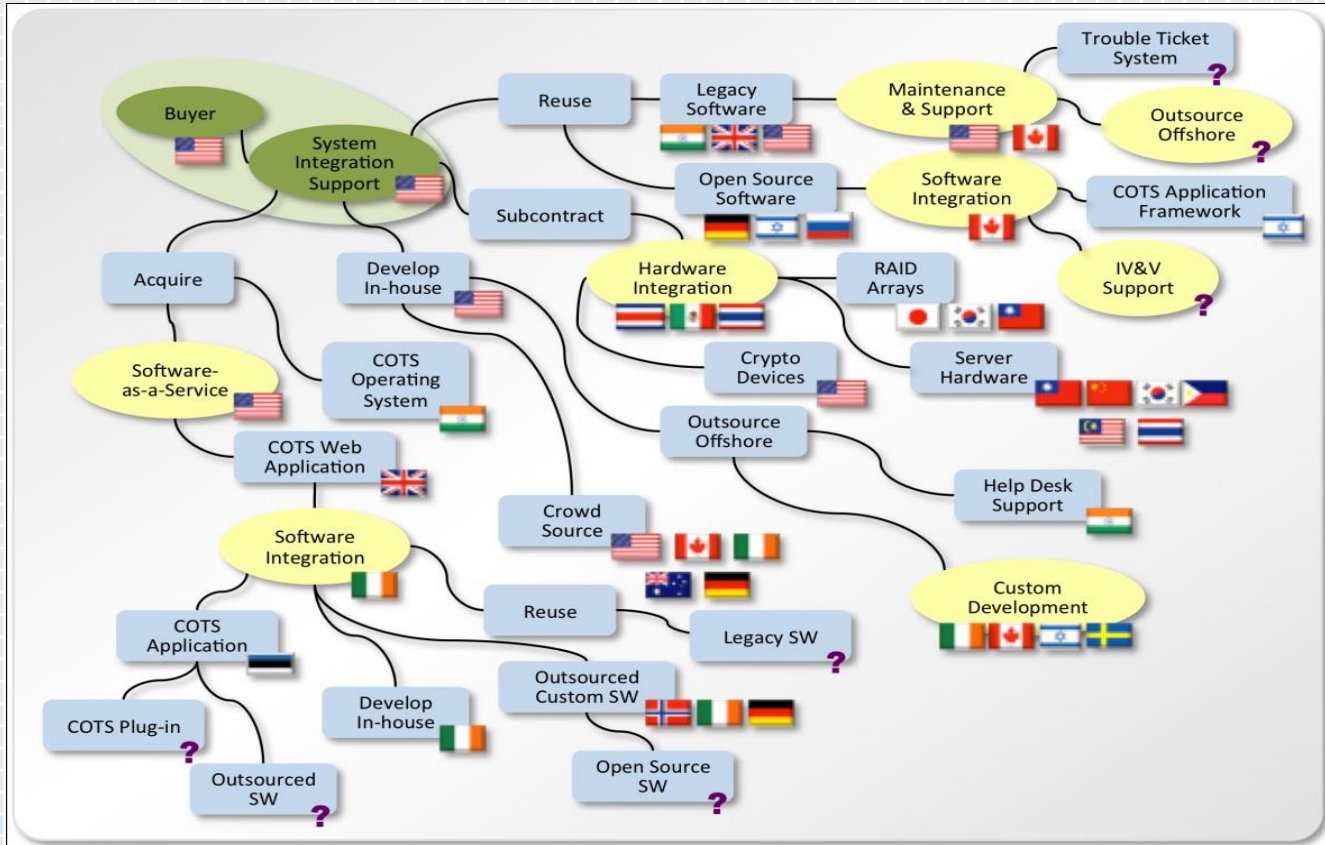 Trouble Ticket
System
?
Buyer
Reuse
Legacy
Software
Maintenance
& Support
Outsource
Offshore
?
System
Integration
Support
Open Source
Software
Software
Integration
COTS Application
Framework
Subcontract
Acquire
Develop
In-house
Hardware
Integration
RAID
Arrays
IV&V
Support
?
Software-
as-a-Service
COTS
Operating
System
Crypto
Devices
Server
Hardware
COTS Web
Application
Outsource
Offshore
Help Desk
Support
Crowd
Source
Software
Integration
Custom
Development
Reuse
COTS
Application
Legacy SW
?
Outsourced
Custom SW
Develop
In-house
COTS Plug-in
?
Open Source
SW
?
Outsourced
SW
?